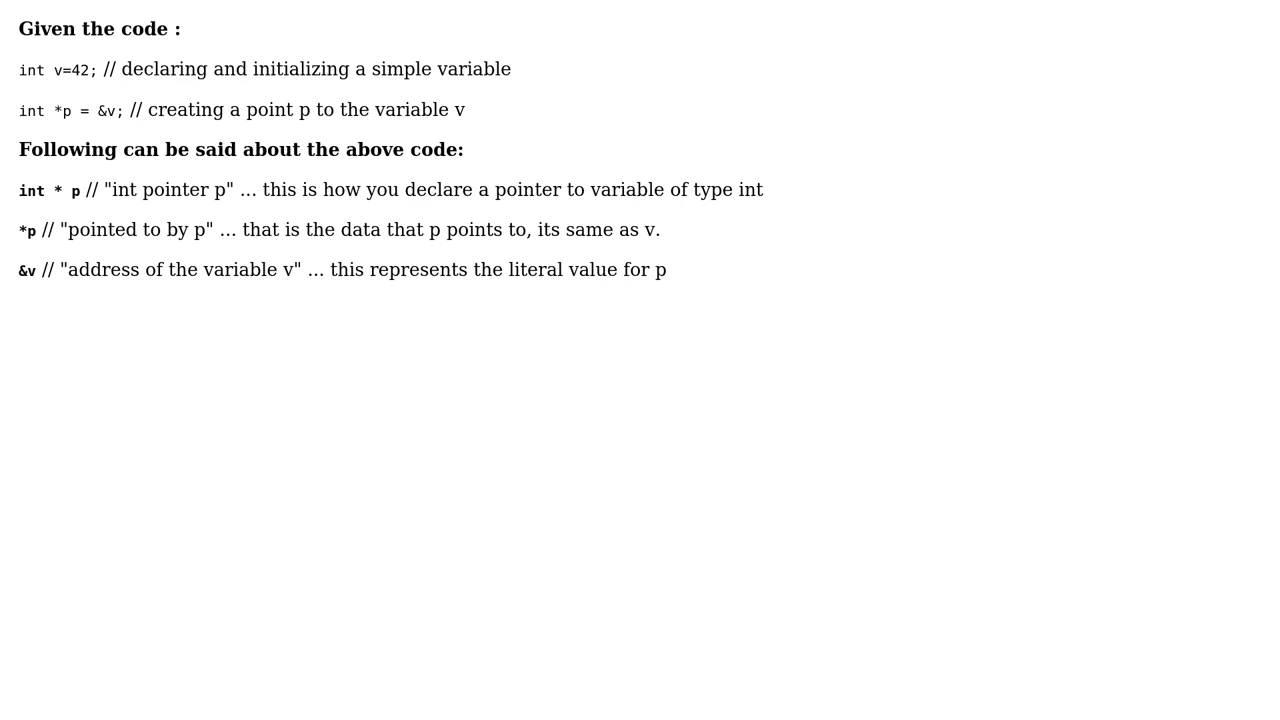 Given the code :
int v=42; // declaring and initializing a simple variable
int *p = &v; // creating a point p to the variable v
Following can be said about the above code:
int * p // "int pointer p" ... this is how you declare a pointer to variable of type int
*p // "pointed to by p" ... that is the data that p points to, its same as v.
&v // "address of the variable v" ... this represents the literal value for p